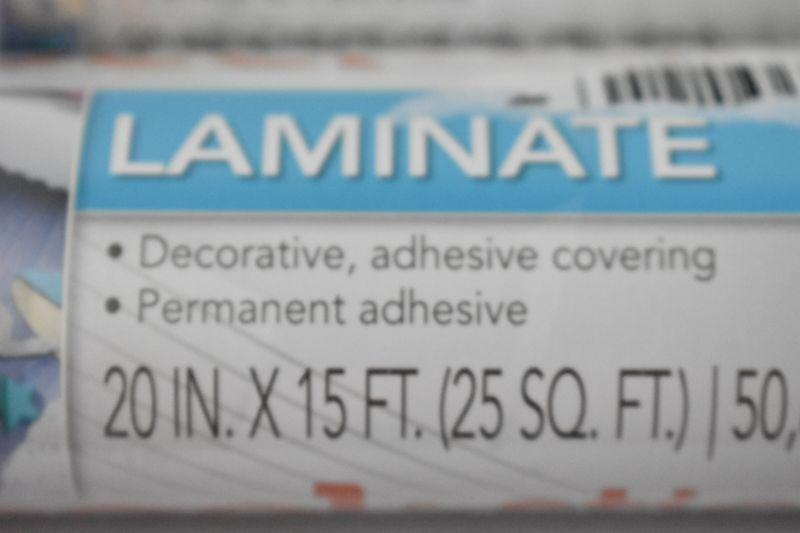 LAMINATE
• Decorative, adhesive covering
• Permanent adhesive
20 IN. X 15 FT. (25 SQ. FT.) | 50,